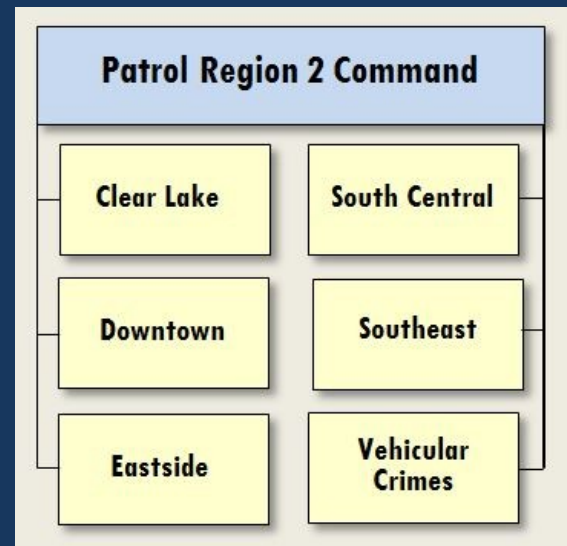 Patrol Region 2 Command
Clear Lake
South Central
Downtown
Southeast
Eastside
Vehicular
Crimes